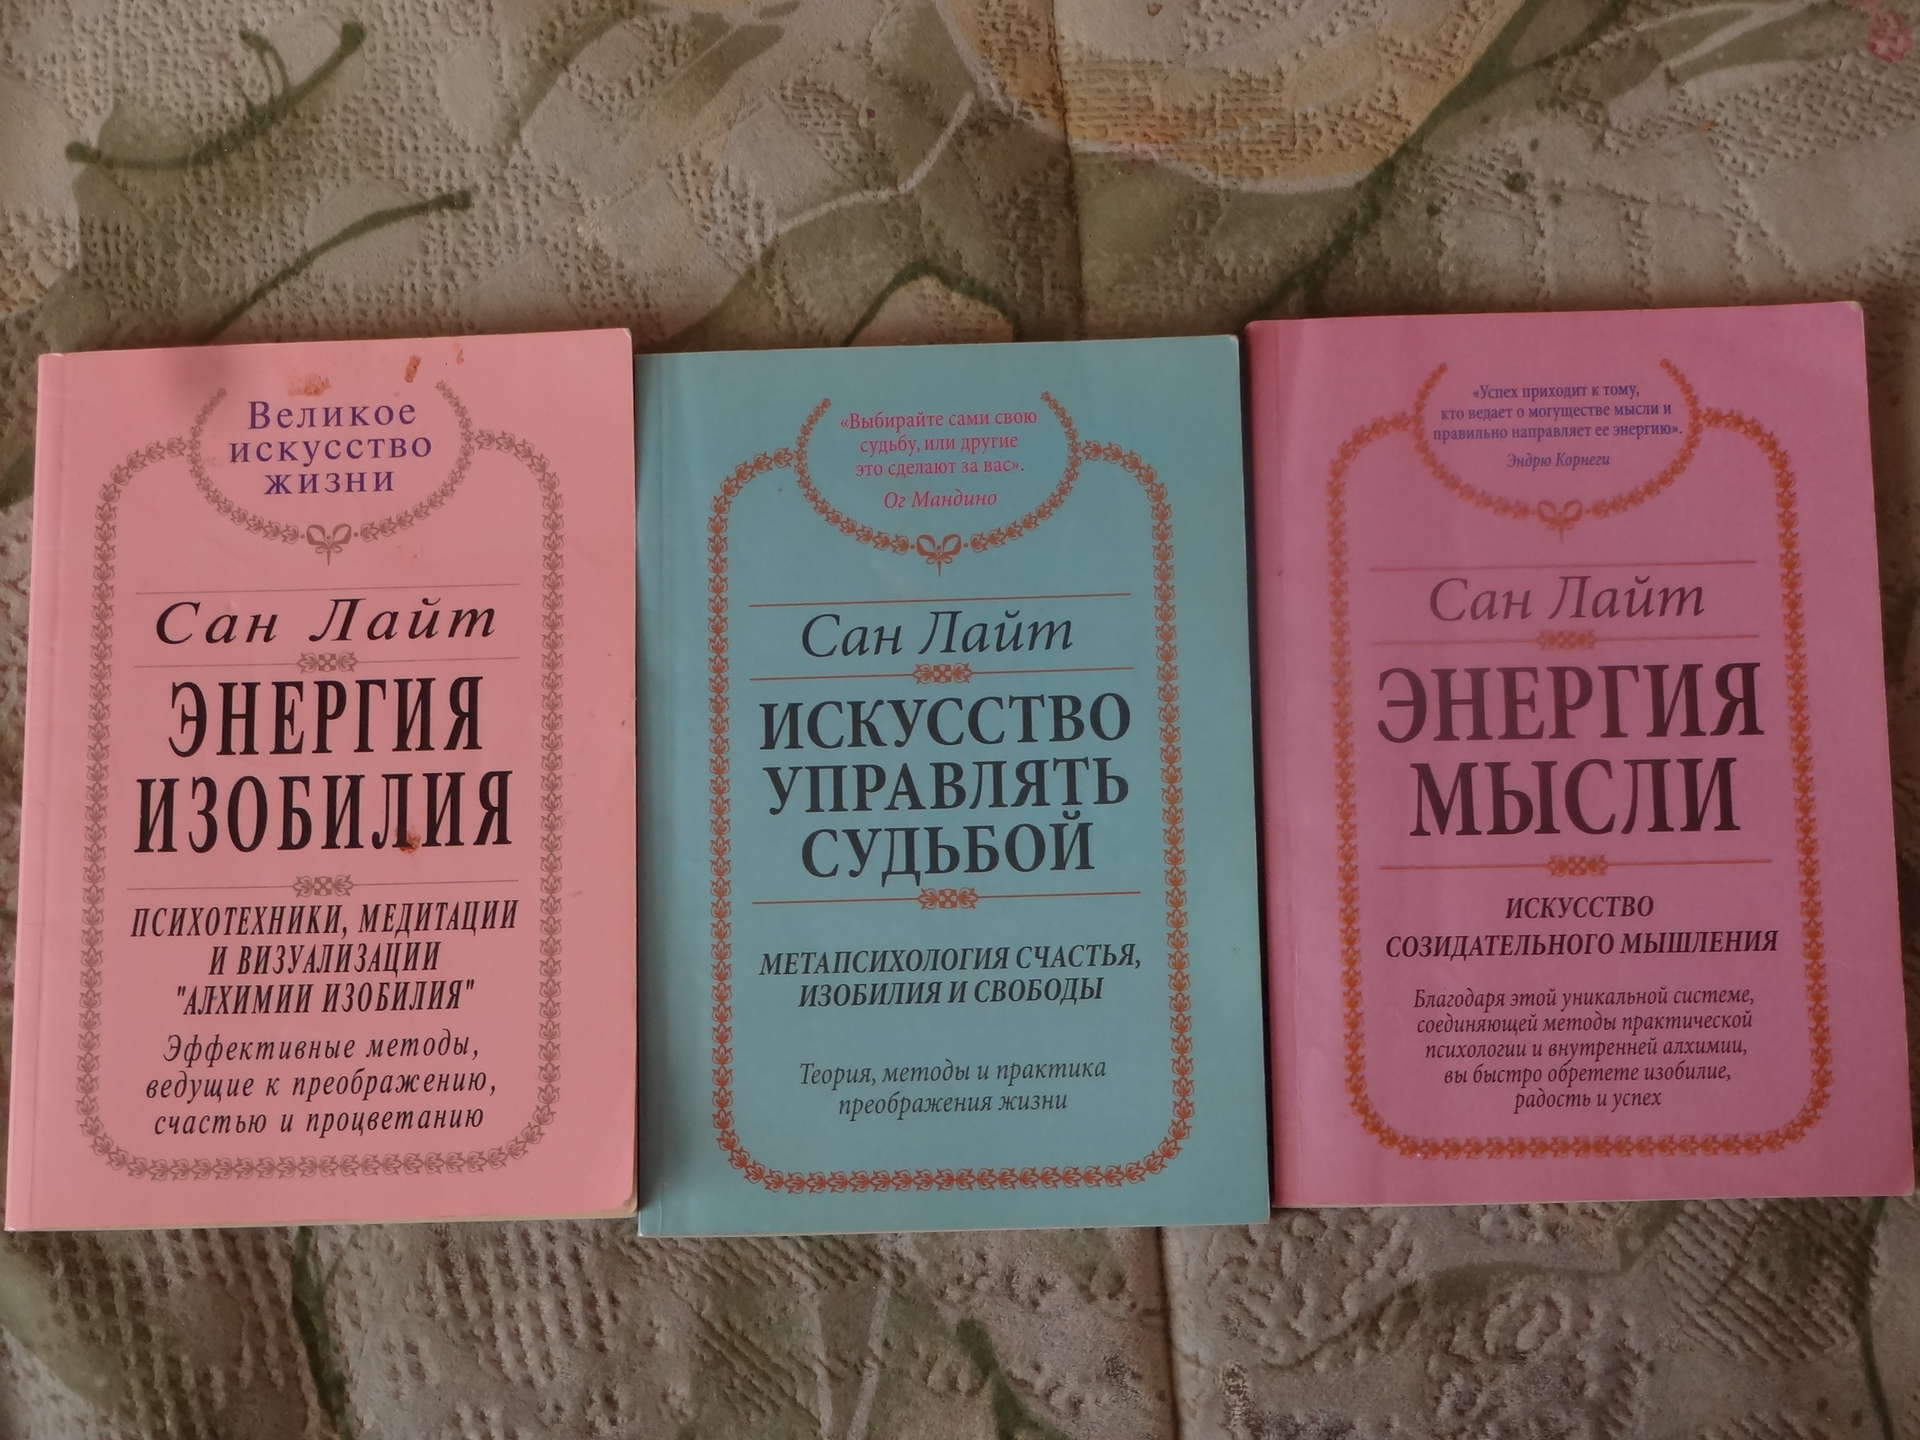 Великое
искусство
жизни
Сан Лайт
ЭНЕРГИЯ
ИЗОБИЛИЯ
ПСИХОТЕХНИКИ, МЕДИТАЦИИ
И ВИЗУАЛИЗАЦИИ
"АЛХИМИИ ИЗОБИЛИЯ"
Эффективные методы,
ведущие к преображению,
счастью и процветанию
«Выбирайте сами свою
судьбу, или другие
это сделают за вас».
Ог Мандино
Сан Лайт
ИСКУССТВО
УПРАВЛЯТЬ
СУДЬБОЙ
МЕТАПСИХОЛОГИЯ СЧАСТЬЯ,
ИЗОБИЛИЯ И СВОБОДЫ
Теория, методы и практика
преображения жизни
«Успех приходит к тому,
кто ведает о могуществе мысли и
правильно направляет ее энергию».
Эндрю Корнеги
Сан Лайт
ЭНЕРГИЯ
МЫСЛИ
ИСКУССТВО
СОЗИДАТЕЛЬНОГО МЫШЛЕНИЯ
Благодаря этой уникальной системе,
соединяющей методы практической
психологии и внутренней алхимии,
вы быстро обретете изобилие,
радость и успех